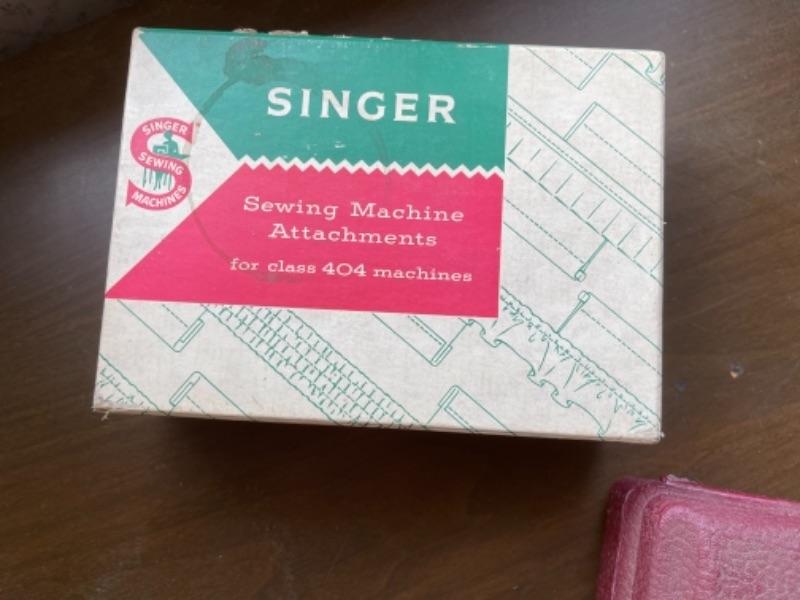 SINGER
SINGER
SEWING
MACHINES
Sewing Machine
Attachments
for class 404 machines